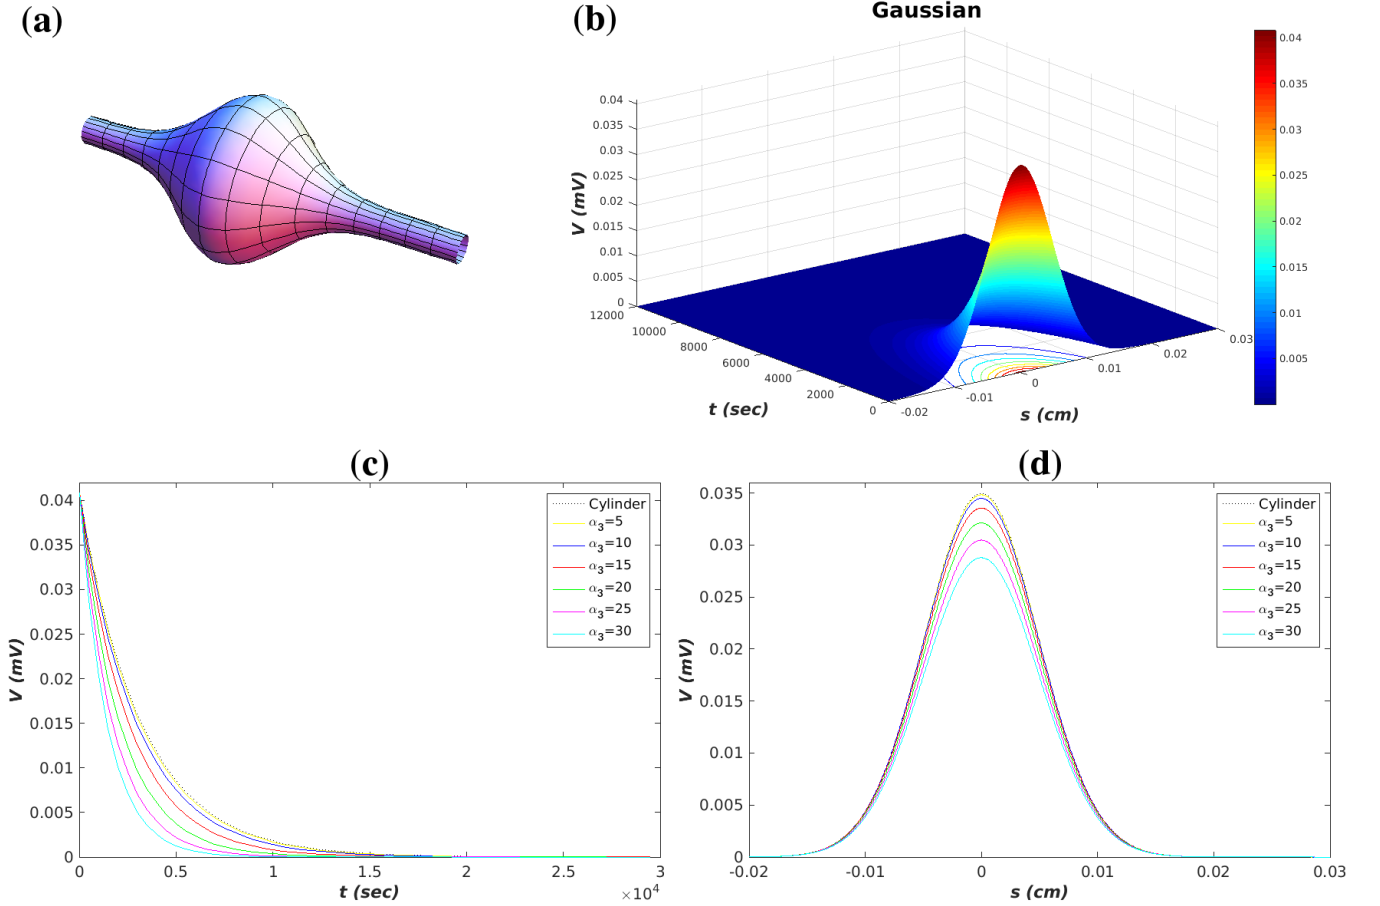 (a)
(b)
Gaussian
0.04
0.035
0.03
0.025
0.02
0.015
0.01
0.005
0
V (mV)
12000
10000
8000
6000
4000
2000
0
t (sec)
-0.02
-0.01
0
0.01
0.02
0.03
s (cm)
0.04
0.035
0.03
0.025
0.02
0.015
0.01
0.005
(c)
0.04
0.035
0.03
0.025
0.02
0.015
0.01
0.005
0
V (mV)
Cylinder
α3=5
α3=10
α3=15
α3=20
α3=25
α3=30
0 0.5 1 1.5 2 2.5 3
t (sec)
×10^4
(d)
0.035
0.03
0.025
0.02
0.015
0.01
0.005
0
V (mV)
Cylinder
α3=5
α3=10
α3=15
α3=20
α3=25
α3=30
-0.02 -0.01 0 0.01 0.02 0.03
s (cm)